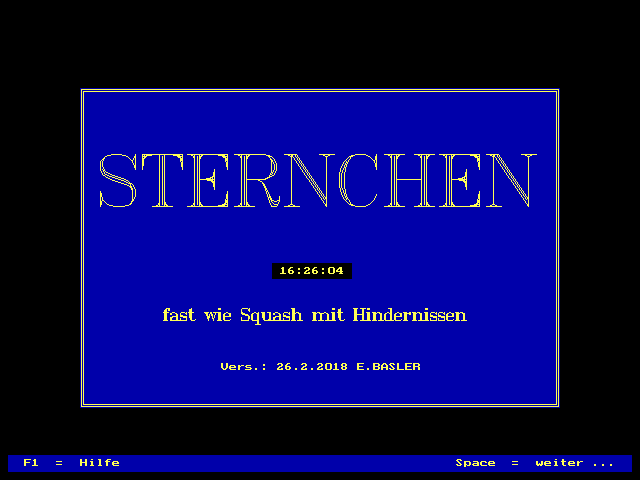 STERNCHEN
16:26:04
fast wie Squash mit Hindernissen
Vers.: 26.2.2018 E.BASLER
F1 = Hilfe Space = weiter ...